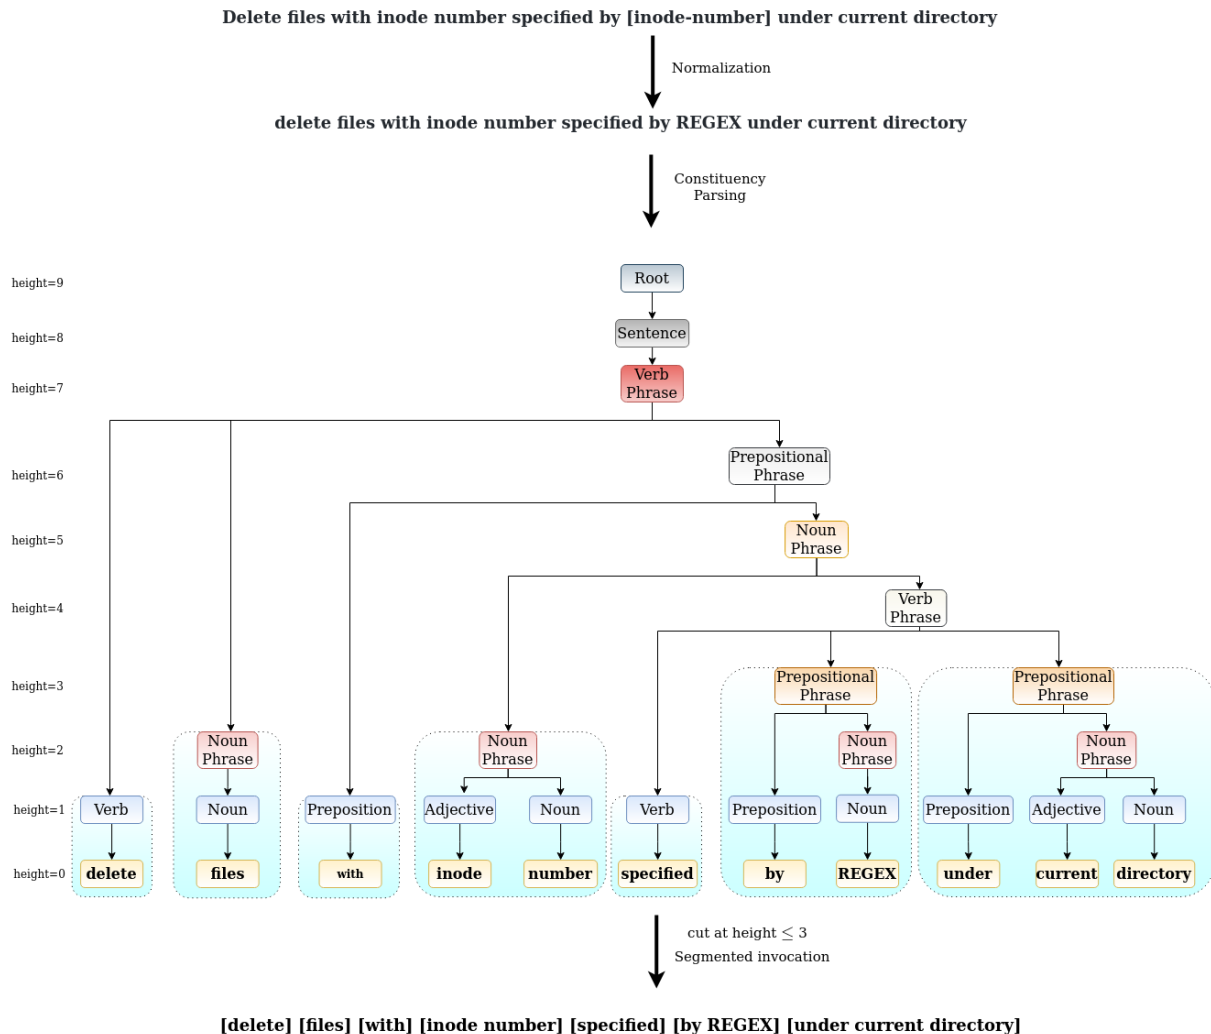 Delete files with inode number specified by [inode-number] under current directory
Normalization
delete files with inode number specified by REGEX under current directory
Constituency
Parsing
height=9
Root
height=8
Sentence
height=7
Verb
Phrase
height=6
Prepositional
Phrase
height=5
Noun
Phrase
height=4
Verb
Phrase
height=3
Prepositional
Phrase
Prepositional
Phrase
height=2
Noun
Phrase
Noun
Phrase
Noun
Phrase
Noun
Phrase
height=1
Verb
Noun
Preposition
Adjective
Noun
Verb
Preposition
Noun
Preposition
Adjective
Noun
height=0
delete
files
with
inode
number
specified
by
REGEX
under
current
directory
cut at height ≤ 3
Segmented invocation
[delete] [files] [with] [inode number] [specified] [by REGEX] [under current directory]